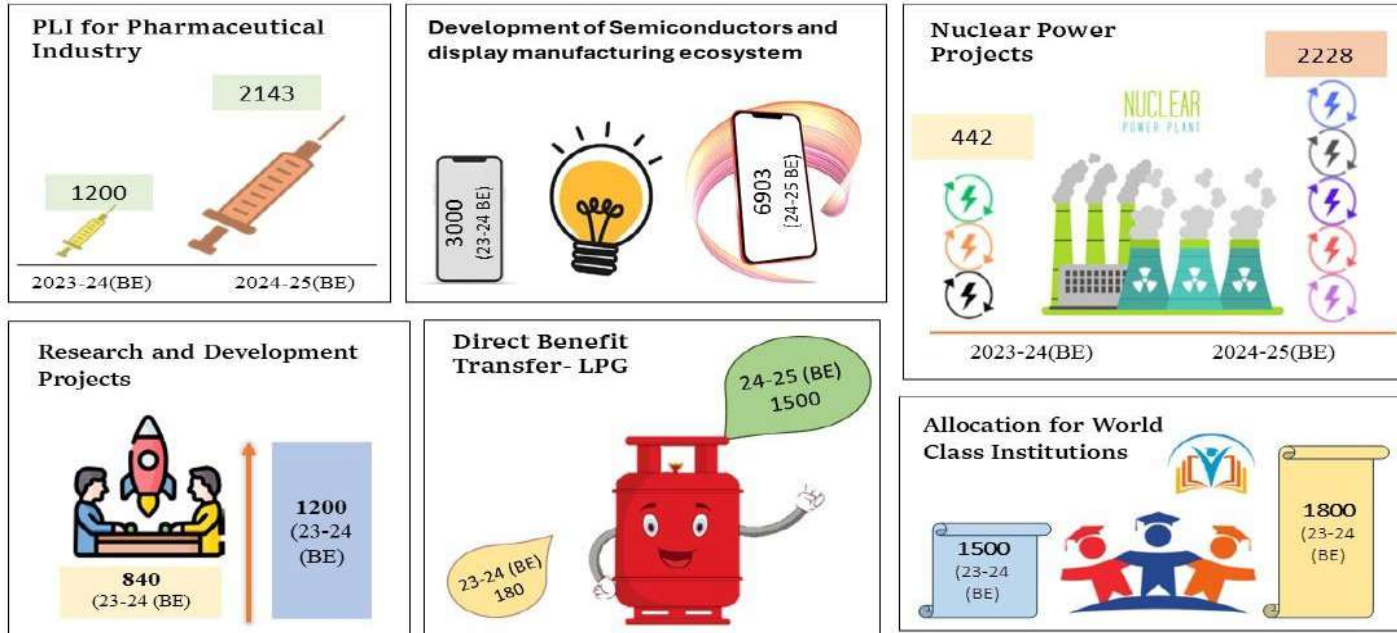 PLI for Pharmaceutical
Industry
2143
1200
2023-24(BE)
2024-25(BE)
Development of Semiconductors and
display manufacturing ecosystem
3000
(23-24 BE)
6903
(24-25 BE)
Nuclear Power
Projects
2228
NUCLEAR
POWER PLANT
442
2023-24(BE)
2024-25(BE)
Research and Development
Projects
1200
(23-24
(BE)
840
(23-24 (BE)
Direct Benefit
Transfer- LPG
24-25 (BE)
1500
23-24 (BE)
180
Allocation for World
Class Institutions
1500
(23-24
(BE)
1800
(23-24
(BE)